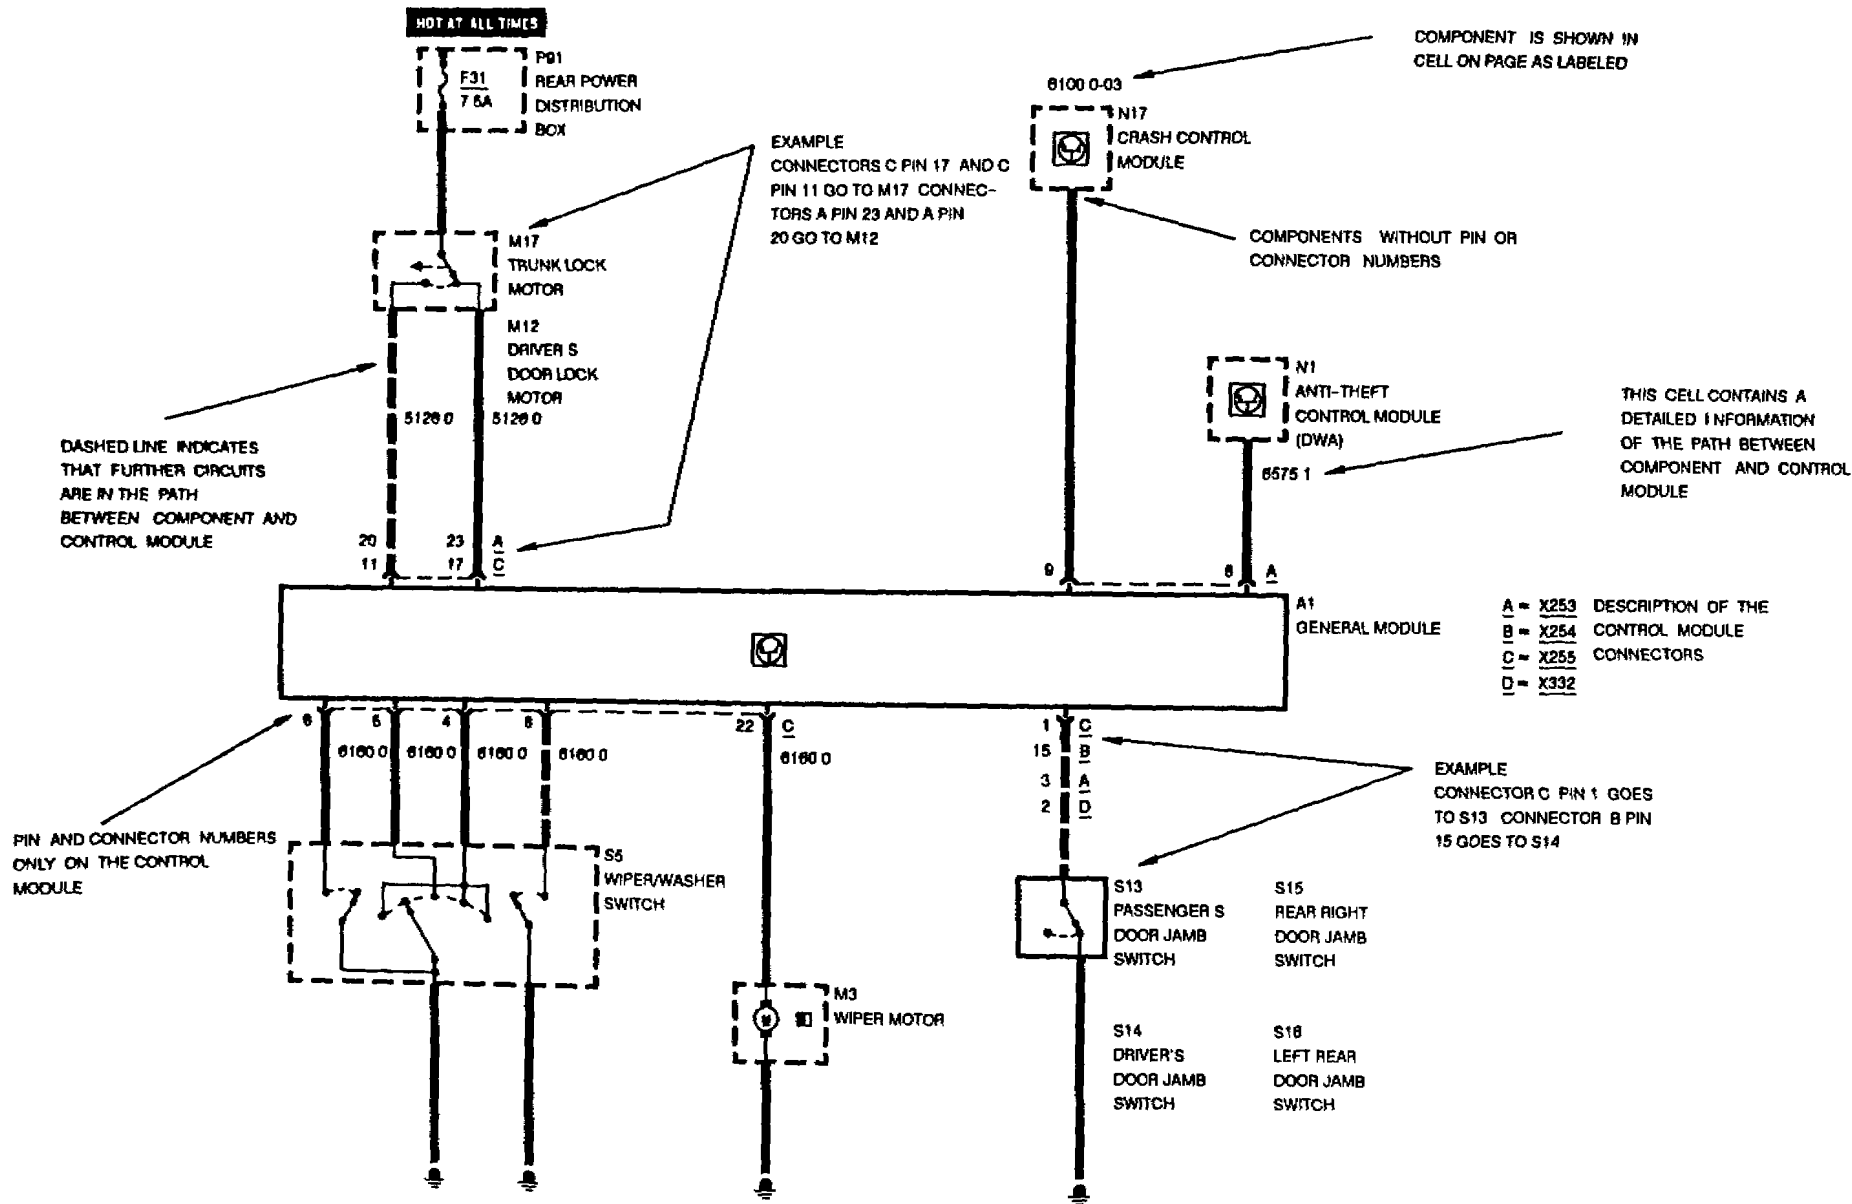 HOT AT ALL TIMES
F31
7.5A
P91
REAR POWER
DISTRIBUTION
BOX
COMPONENT IS SHOWN IN
CELL ON PAGE AS LABELED
6100 0-03
N17
CRASH CONTROL
MODULE
EXAMPLE
CONNECTORS C PIN 17 AND C
PIN 11 GO TO M17 CONNEC-
TORS A PIN 23 AND A PIN
20 GO TO M12
COMPONENTS WITHOUT PIN OR
CONNECTOR NUMBERS
M17
TRUNK LOCK
MOTOR
M12
DRIVER S
DOOR LOCK
MOTOR
5126 0
5126 0
N1
ANTI-THEFT
CONTROL MODULE
(DWA)
6575 1
THIS CELL CONTAINS A
DETAILED INFORMATION
OF THE PATH BETWEEN
COMPONENT AND CONTROL
MODULE
DASHED LINE INDICATES
THAT FURTHER CIRCUITS
ARE IN THE PATH
BETWEEN COMPONENT AND
CONTROL MODULE
20 23 A
11 17 C
9 8 A
A1
GENERAL MODULE
A = X253 DESCRIPTION OF THE
B = X254 CONTROL MODULE
C = X255 CONNECTORS
D = X332
6 5 4 8 22 C
6160 0 6160 0 6160 0 6160 0 6160 0
1 C
15 B
3 A
2 D
EXAMPLE
CONNECTOR C PIN 1 GOES
TO S13 CONNECTOR B PIN
15 GOES TO S14
PIN AND CONNECTOR NUMBERS
ONLY ON THE CONTROL
MODULE
S5
WIPER/WASHER
SWITCH
M3
WIPER MOTOR
M
S13
PASSENGER S
DOOR JAMB
SWITCH
S15
REAR RIGHT
DOOR JAMB
SWITCH
S14
DRIVER'S
DOOR JAMB
SWITCH
S16
LEFT REAR
DOOR JAMB
SWITCH